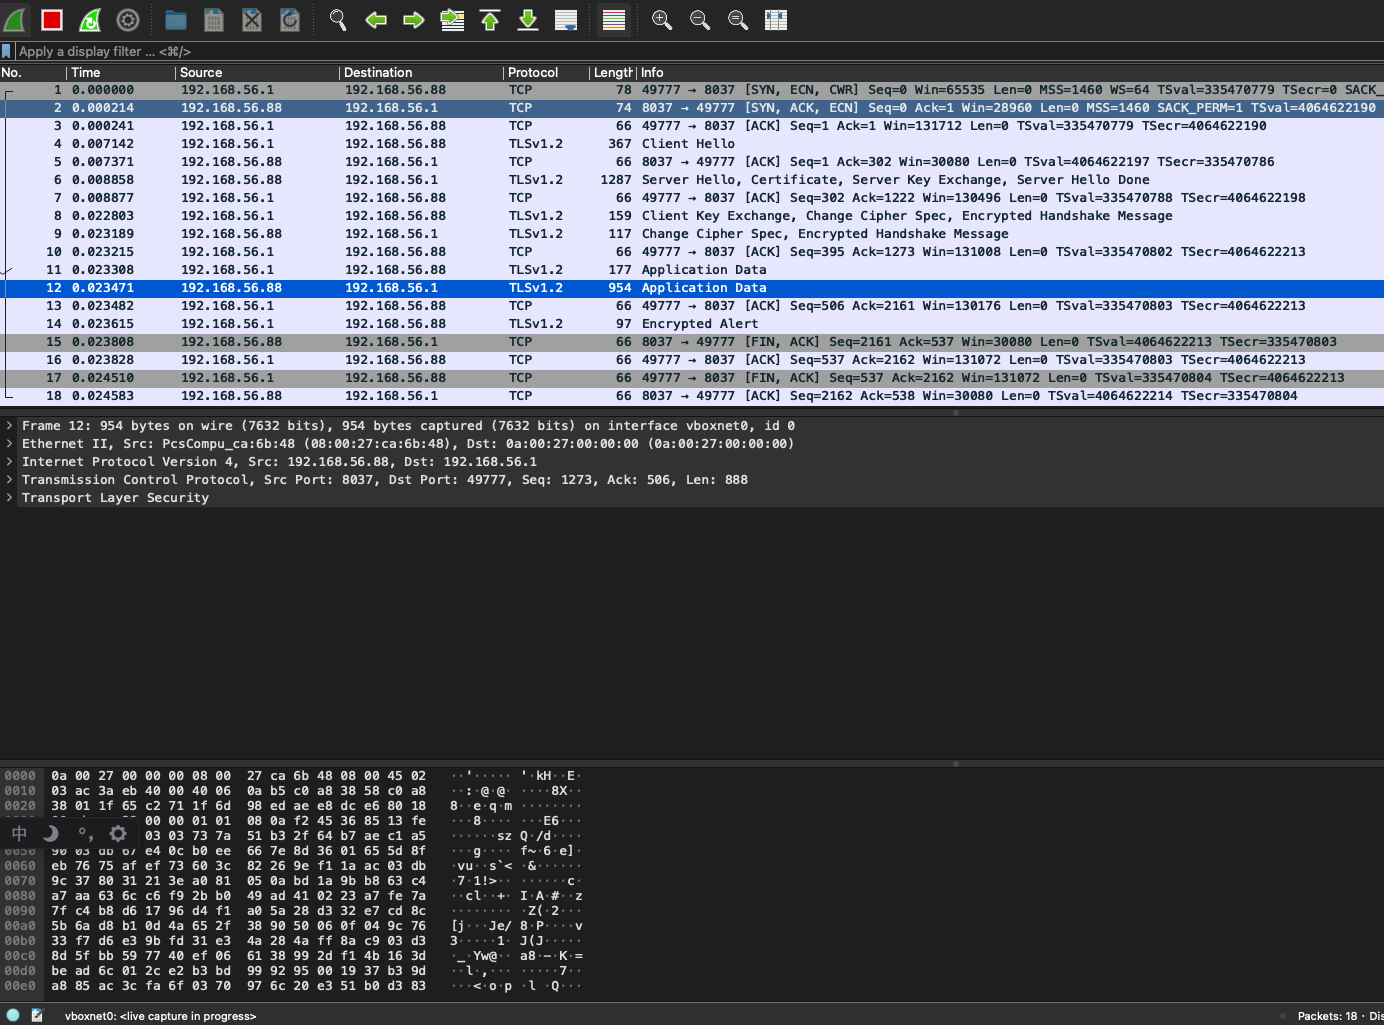 Apply a display filter ... <⌘/>
No. Time Source Destination Protocol Length Info
1 0.000000 192.168.56.1 192.168.56.88 TCP 78 49777 → 8037 [SYN, ECN, CWR] Seq=0 Win=65535 Len=0 MSS=1460 WS=64 TSval=335470779 TSecr=0 SACK_
2 0.000214 192.168.56.88 192.168.56.1 TCP 74 8037 → 49777 [SYN, ACK, ECN] Seq=0 Ack=1 Win=28960 Len=0 MSS=1460 SACK_PERM=1 TSval=4064622190
3 0.000241 192.168.56.1 192.168.56.88 TCP 66 49777 → 8037 [ACK] Seq=1 Ack=1 Win=131712 Len=0 TSval=335470779 TSecr=4064622190
4 0.007142 192.168.56.1 192.168.56.88 TLSv1.2 367 Client Hello
5 0.007371 192.168.56.88 192.168.56.1 TCP 66 8037 → 49777 [ACK] Seq=1 Ack=302 Win=30080 Len=0 TSval=4064622197 TSecr=335470786
6 0.008858 192.168.56.88 192.168.56.1 TLSv1.2 1287 Server Hello, Certificate, Server Key Exchange, Server Hello Done
7 0.008877 192.168.56.1 192.168.56.88 TCP 66 49777 → 8037 [ACK] Seq=302 Ack=1222 Win=130496 Len=0 TSval=335470788 TSecr=4064622198
8 0.022803 192.168.56.1 192.168.56.88 TLSv1.2 159 Client Key Exchange, Change Cipher Spec, Encrypted Handshake Message
9 0.023189 192.168.56.88 192.168.56.1 TLSv1.2 117 Change Cipher Spec, Encrypted Handshake Message
10 0.023215 192.168.56.1 192.168.56.88 TCP 66 49777 → 8037 [ACK] Seq=395 Ack=1273 Win=131008 Len=0 TSval=335470802 TSecr=4064622213
11 0.023308 192.168.56.1 192.168.56.88 TLSv1.2 177 Application Data
12 0.023471 192.168.56.88 192.168.56.1 TLSv1.2 954 Application Data
13 0.023482 192.168.56.1 192.168.56.88 TCP 66 49777 → 8037 [ACK] Seq=506 Ack=2161 Win=130176 Len=0 TSval=335470803 TSecr=4064622213
14 0.023615 192.168.56.1 192.168.56.88 TLSv1.2 97 Encrypted Alert
15 0.023808 192.168.56.88 192.168.56.1 TCP 66 8037 → 49777 [FIN, ACK] Seq=2161 Ack=537 Win=30080 Len=0 TSval=4064622213 TSecr=335470803
16 0.023828 192.168.56.1 192.168.56.88 TCP 66 49777 → 8037 [ACK] Seq=537 Ack=2162 Win=131072 Len=0 TSval=335470803 TSecr=4064622213
17 0.024510 192.168.56.1 192.168.56.88 TCP 66 49777 → 8037 [FIN, ACK] Seq=537 Ack=2162 Win=131072 Len=0 TSval=335470804 TSecr=4064622213
18 0.024583 192.168.56.88 192.168.56.1 TCP 66 8037 → 49777 [ACK] Seq=2162 Ack=538 Win=30080 Len=0 TSval=4064622214 TSecr=335470804
Frame 12: 954 bytes on wire (7632 bits), 954 bytes captured (7632 bits) on interface vboxnet0, id 0
Ethernet II, Src: PcsCompu_ca:6b:48 (08:00:27:ca:6b:48), Dst: 0a:00:27:00:00:00 (0a:00:27:00:00:00)
Internet Protocol Version 4, Src: 192.168.56.88, Dst: 192.168.56.1
Transmission Control Protocol, Src Port: 8037, Dst Port: 49777, Seq: 1273, Ack: 506, Len: 888
Transport Layer Security
0000 0a 00 27 00 00 00 08 00 27 ca 6b 48 08 00 45 02 ··'····· '·kH··E·
0010 03 ac 3a eb 40 00 40 06 0a b5 c0 a8 38 58 c0 a8 ··:·@·@· ····8X··
0020 38 01 1f 65 c2 71 1f 6d 98 ed ae e8 dc e6 80 18 8··e·q·m ········
00 00 01 01 08 0a f2 45 36 85 13 fe ···8···· ···E6···
中 °,
03 03 73 7a 51 b3 2f 64 b7 ae c1 a5 ······sz Q·/d····
0050 90 03 db 67 e4 0c b0 ee 66 7e 8d 36 01 65 5d 8f ···g···· f~·6·e]·
0060 eb 76 75 af ef 73 60 3c 82 26 9e f1 1a ac 03 db ·vu··s`< ·&······
0070 9c 37 80 31 21 3e a0 81 05 0a bd 1a 9b b8 63 c4 ·7·1!>·· ······c·
0080 a7 aa 63 6c c6 f9 2b b0 49 ad 41 02 23 a7 fe 7a ··cl··+· I·A·#··z
0090 7f c4 b8 d6 17 96 d4 f1 a0 5a 28 d3 32 e7 cd 8c ········ ·Z(·2···
00a0 5b 6a d8 b1 0d 4a 65 2f 38 90 50 06 0f 04 9c 76 [j···Je/ 8·P····v
00b0 33 f7 d6 e3 9b fd 31 e3 4a 28 4a ff 8a c9 03 d3 3·····1· J(J·····
00c0 8d 5f bb 59 77 40 ef 06 61 38 99 2d f1 4b 16 3d ·_·Yw@·· a8·-·K·=
00d0 be ad 6c 01 2c e2 b3 bd 99 92 95 00 19 37 b3 9d ··l·,··· ·····7··
00e0 a8 85 ac 3c fa 6f 03 70 97 6c 20 e3 51 b0 d3 83 ···<·o·p ·l ·Q···
vboxnet0: <live capture in progress> Packets: 18 · Dis